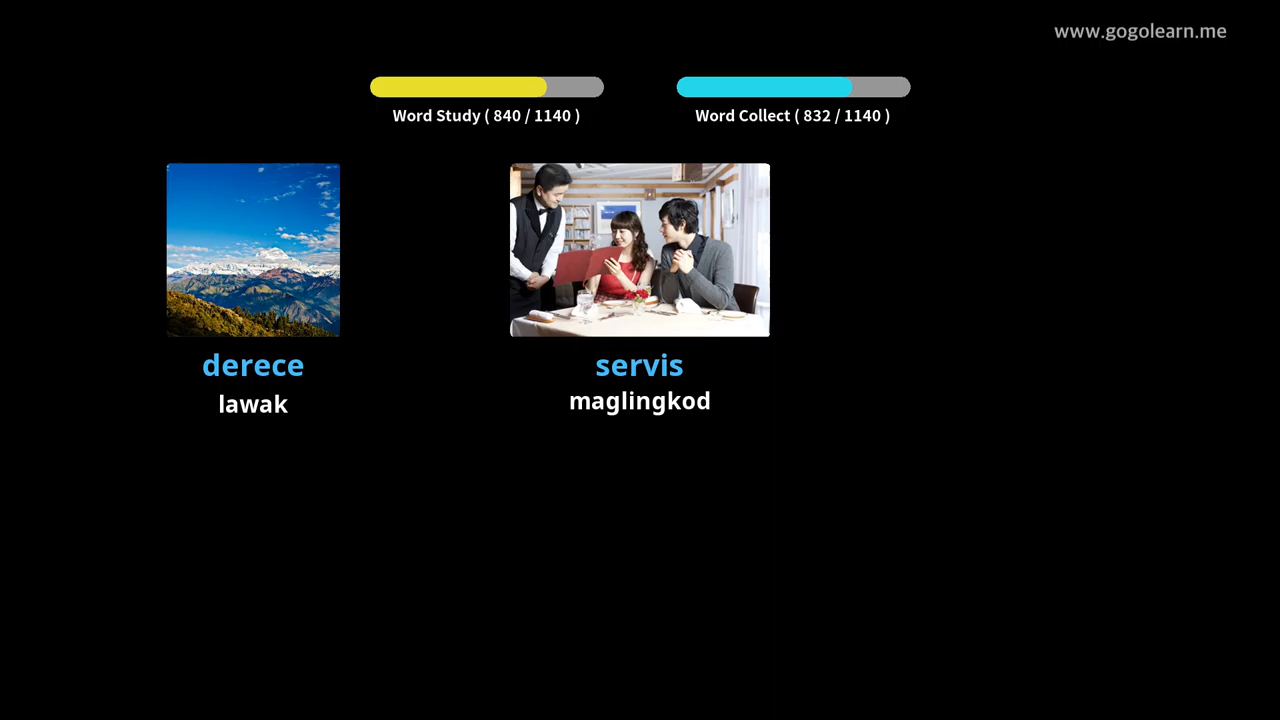 www.gogolearn.me
Word Study ( 840 / 1140 )
Word Collect ( 832 / 1140 )
derece
lawak
servis
maglingkod